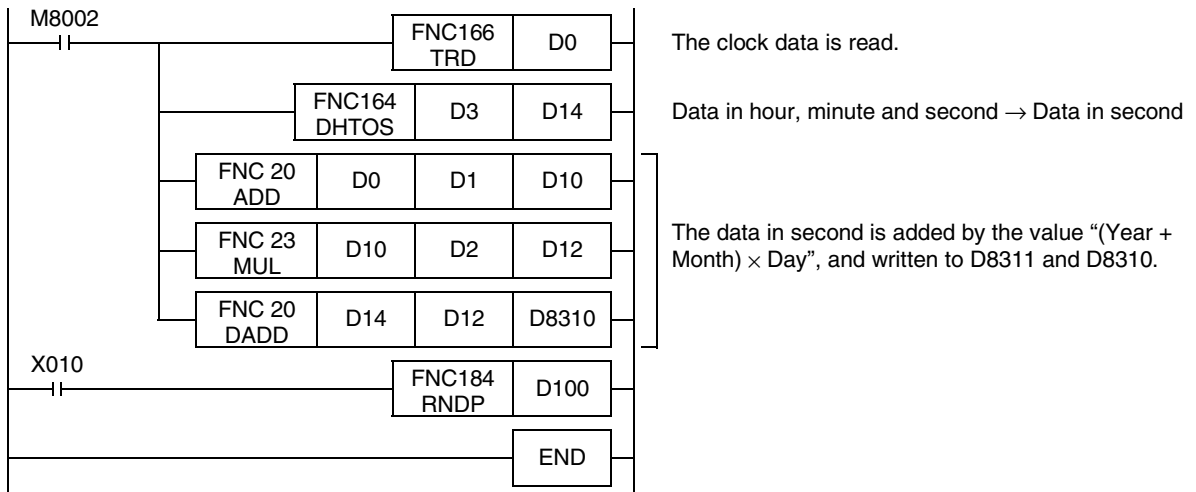 M8002
FNC166
TRD
D0
The clock data is read.
FNC164
DHTOS
D3
D14
Data in hour, minute and second → Data in second
FNC 20
ADD
D0
D1
D10
FNC 23
MUL
D10
D2
D12
The data in second is added by the value “(Year +
Month) × Day”, and written to D8311 and D8310.
FNC 20
DADD
D14
D12
D8310
X010
FNC184
RNDP
D100
END